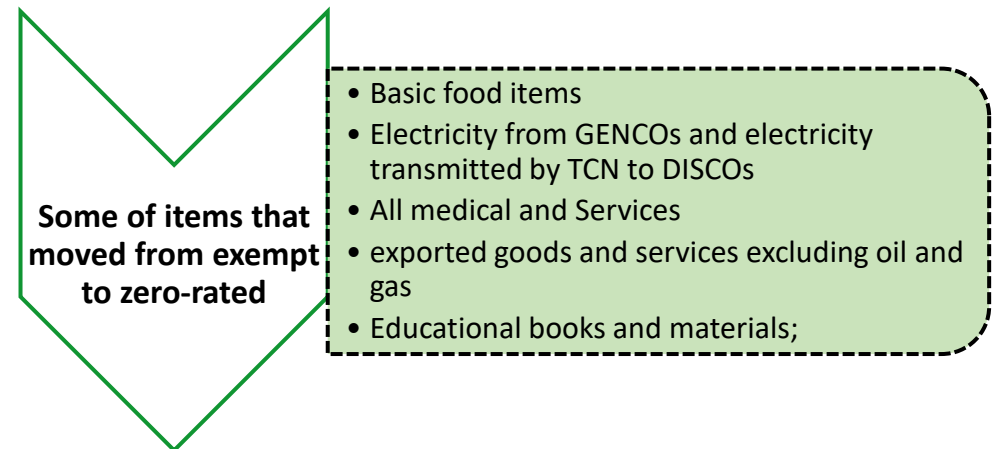 Some of items that
moved from exempt
to zero-rated
• Basic food items
• Electricity from GENCOs and electricity
transmitted by TCN to DISCOs
• All medical and Services
• exported goods and services excluding oil and
gas
• Educational books and materials;